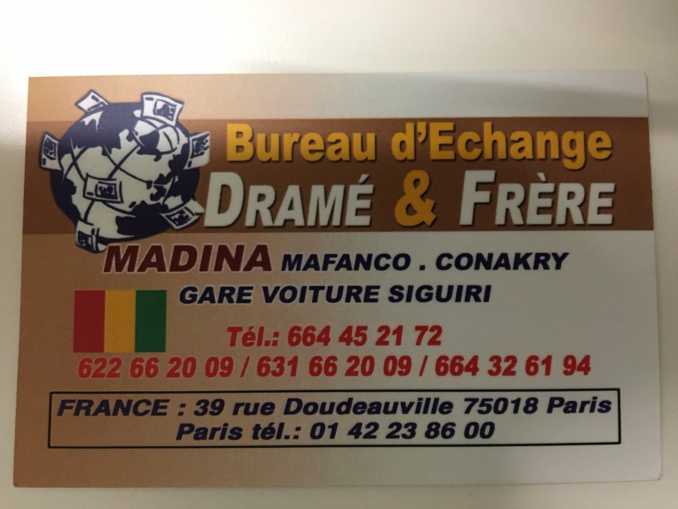 Bureau d'Echange
DRAMÉ & FRÈRE
MADINA MAFANCO . CONAKRY
GARE VOITURE SIGUIRI
Tél.: 664 45 21 72
622 66 20 09 / 631 66 20 09 / 664 32 61 94
FRANCE : 39 rue Doudeauville 75018 Paris
Paris tél.: 01 42 23 86 00